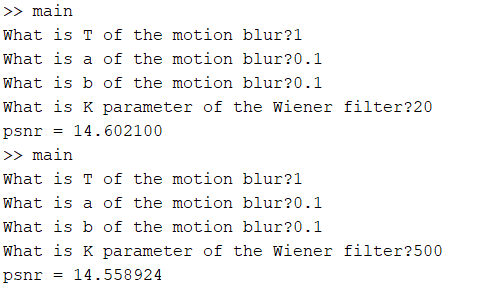 >> main
What is T of the motion blur?1
What is a of the motion blur?0.1
What is b of the motion blur?0.1
What is K parameter of the Wiener filter?20
psnr = 14.602100
>> main
What is T of the motion blur?1
What is a of the motion blur?0.1
What is b of the motion blur?0.1
What is K parameter of the Wiener filter?500
psnr = 14.558924